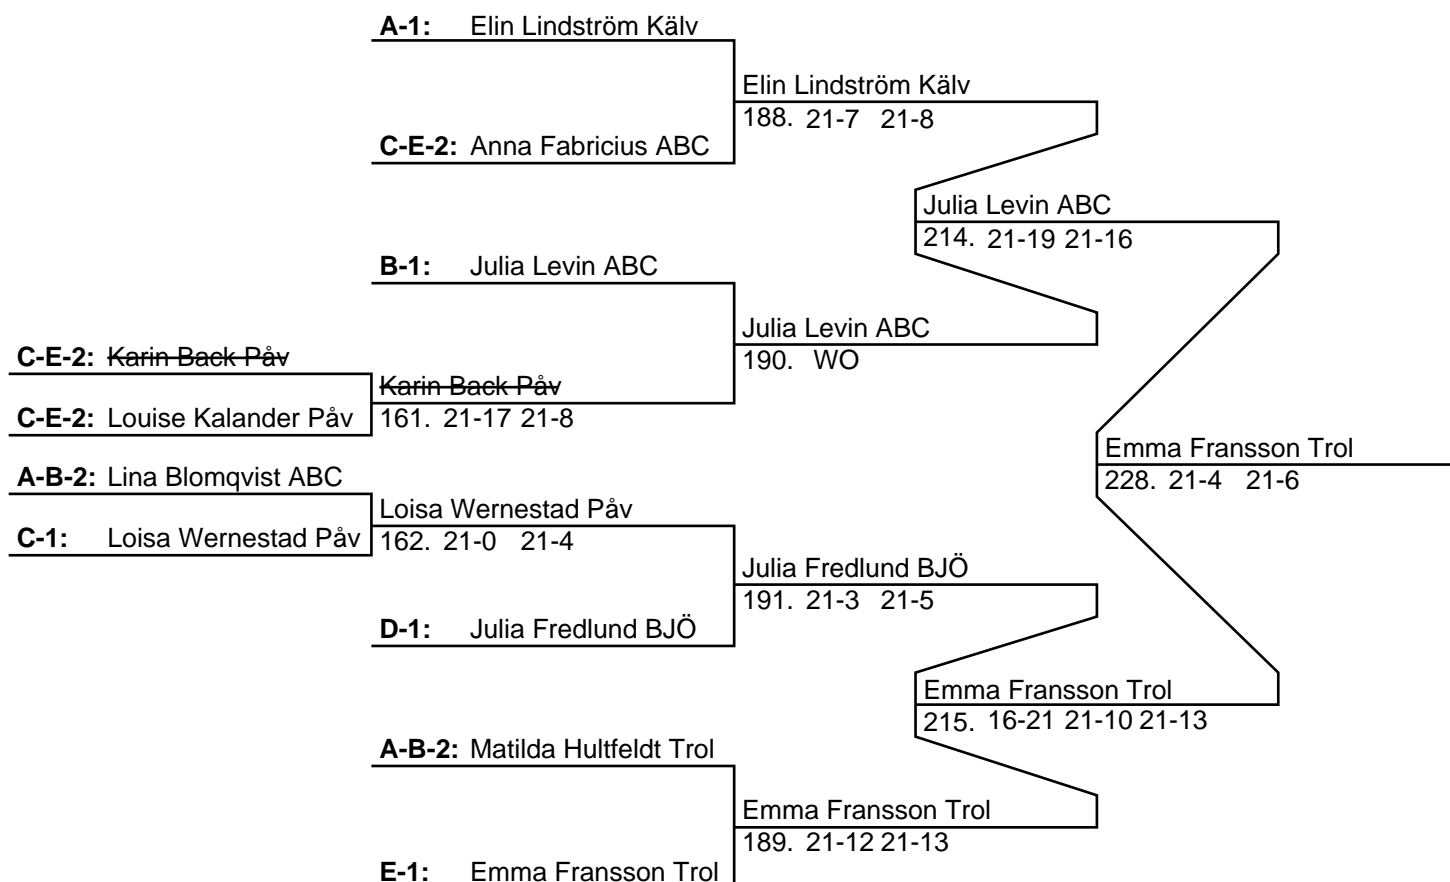 A-1: Elin Lindström Kälv
Elin Lindström Kälv
188. 21-7 21-8
C-E-2: Anna Fabricius ABC
Julia Levin ABC
214. 21-19 21-16
B-1: Julia Levin ABC
Julia Levin ABC
190. WO
C-E-2: Karin Back Påv
Karin Back Påv
161. 21-17 21-8
C-E-2: Louise Kalander Påv
Emma Fransson Trol
228. 21-4 21-6
A-B-2: Lina Blomqvist ABC
Loisa Wernestad Påv
162. 21-0 21-4
C-1: Loisa Wernestad Påv
Julia Fredlund BJÖ
191. 21-3 21-5
D-1: Julia Fredlund BJÖ
Emma Fransson Trol
215. 16-21 21-10 21-13
A-B-2: Matilda Hultfeldt Trol
Emma Fransson Trol
189. 21-12 21-13
E-1: Emma Fransson Trol